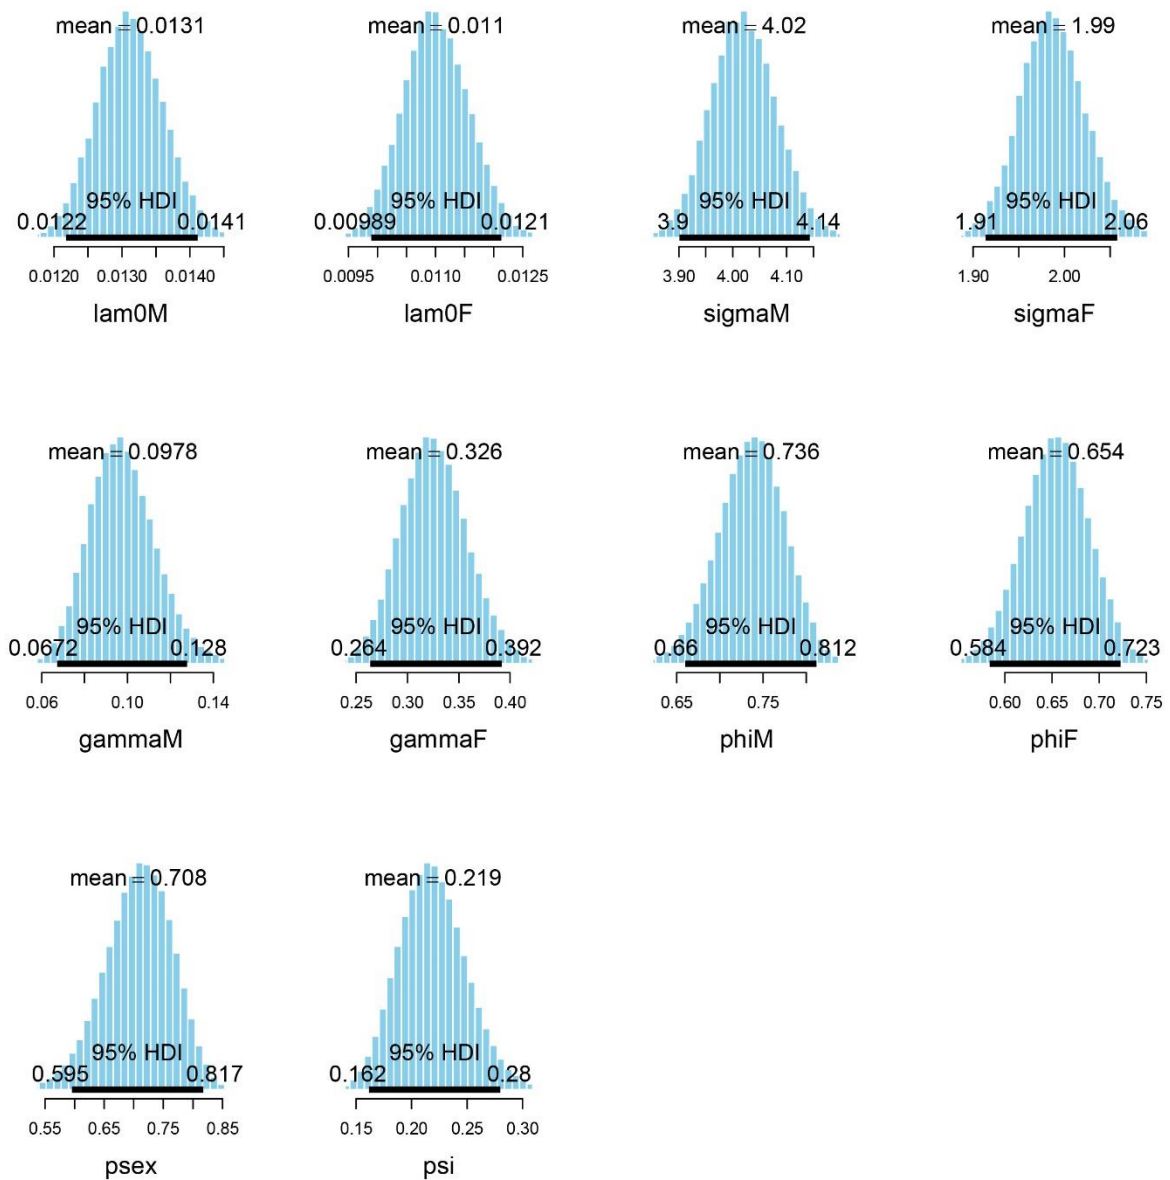 mean = 0.0131
95% HDI
0.0122 0.0141
0.0120 0.0130 0.0140
lam0M
mean = 0.011
95% HDI
0.00989 0.0121
0.0095 0.0110 0.0125
lam0F
mean = 4.02
95% HDI
3.9 4.14
3.90 4.00 4.10
sigmaM
mean = 1.99
95% HDI
1.91 2.06
1.90 2.00
sigmaF
mean = 0.0978
95% HDI
0.0672 0.128
0.06 0.10 0.14
gammaM
mean = 0.326
95% HDI
0.264 0.392
0.25 0.30 0.35 0.40
gammaF
mean = 0.736
95% HDI
0.66 0.812
0.65 0.75
phiM
mean = 0.654
95% HDI
0.584 0.723
0.60 0.65 0.70 0.75
phiF
mean = 0.708
95% HDI
0.595 0.817
0.55 0.65 0.75 0.85
psex
mean = 0.219
95% HDI
0.162 0.28
0.15 0.20 0.25 0.30
psi